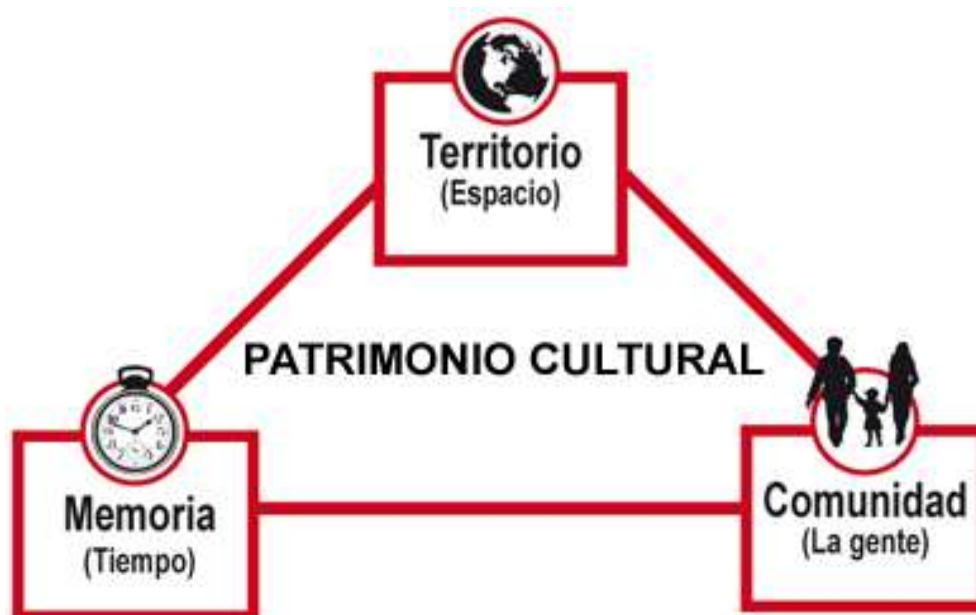 Territorio
(Espacio)
PATRIMONIO CULTURAL
Memoria
(Tiempo)
Comunidad
(La gente)